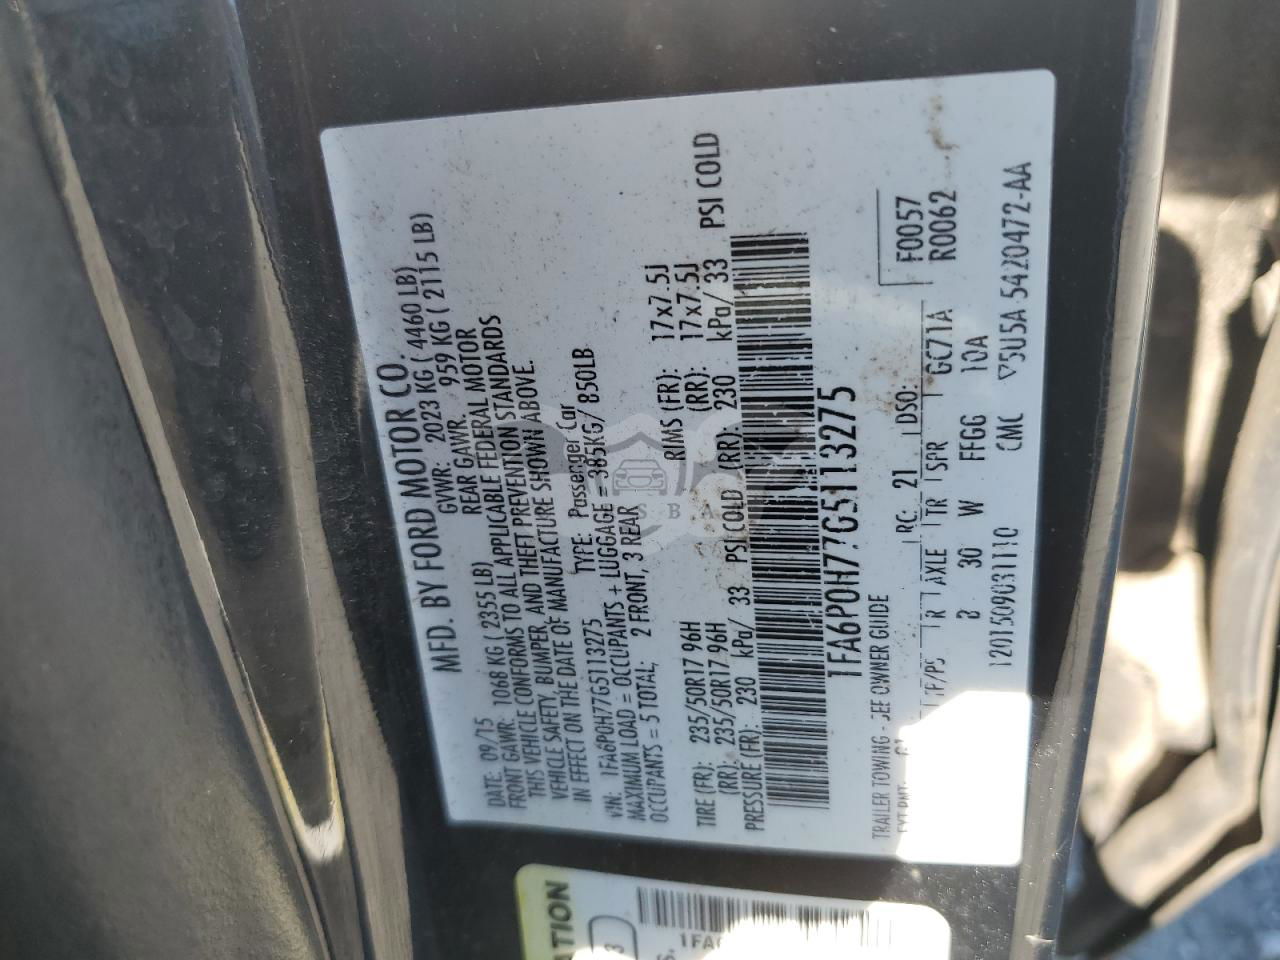 MFD. BY FORD MOTOR CO.
DATE: 09/15 GVWR: 2023 KG ( 4460 LB)
FRONT GAWR: 1068 KG ( 2355 LB) REAR GAWR: 959 KG ( 2115 LB)
THIS VEHICLE CONFORMS TO ALL APPLICABLE FEDERAL MOTOR
VEHICLE SAFETY, BUMPER, AND THEFT PREVENTION STANDARDS
IN EFFECT ON THE DATE OF MANUFACTURE SHOWN ABOVE.
VIN: 1FA6P0H77G5113275 TYPE: Passenger Car
MAXIMUM LOAD = OCCUPANTS + LUGGAGE = 385KG/ 850LB
OCCUPANTS = 5 TOTAL; 2 FRONT, 3 REAR
TIRE (FR): 235/50R17 96H RIMS (FR): 17x7.5J
(RR): 235/50R17 96H (RR): 17x7.5J
PRESSURE (FR): 230 kPa/ 33 PSI COLD (RR): 230 kPa/ 33 PSI COLD
1FA6P0H77G5113275
TRAILER TOWING - SEE OWNER GUIDE F0057
RC: 21 DSO: R0062
TP/PS R AXLE TR SPR GC71A
B 30 W FFGG 10A
1201509031110 CMC V5U5A 5420472-AA
SBA